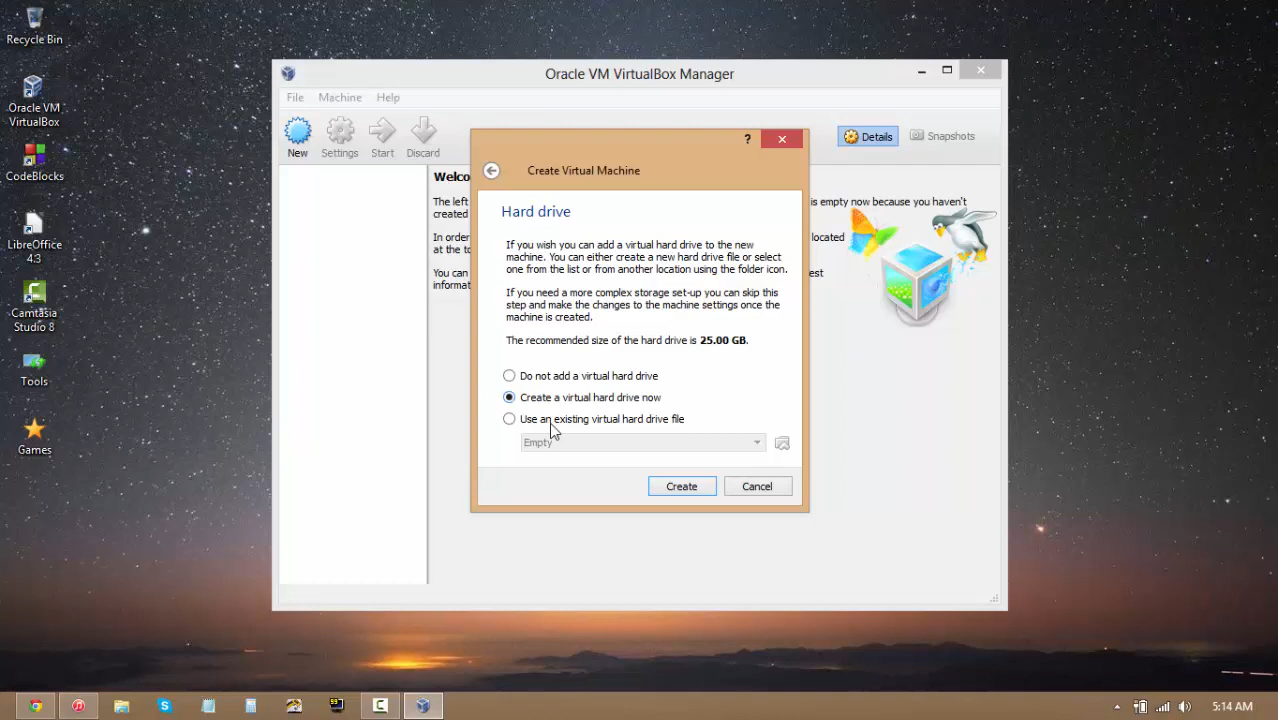 Recycle Bin
Oracle VM
VirtualBox
CodeBlocks
LibreOffice
4.3
Camtasia
Studio 8
Tools
Games
Oracle VM VirtualBox Manager
File Machine Help
New Settings Start Discard
Details Snapshots
Welco
The left
created
is empty now because you haven't
In order
at the to
located
You can
informat
est
?
Create Virtual Machine
Hard drive
If you wish you can add a virtual hard drive to the new
machine. You can either create a new hard drive file or select
one from the list or from another location using the folder icon.
If you need a more complex storage set-up you can skip this
step and make the changes to the machine settings once the
machine is created.
The recommended size of the hard drive is 25.00 GB.
Do not add a virtual hard drive
Create a virtual hard drive now
Use an existing virtual hard drive file
Empty
Create Cancel
5:14 AM